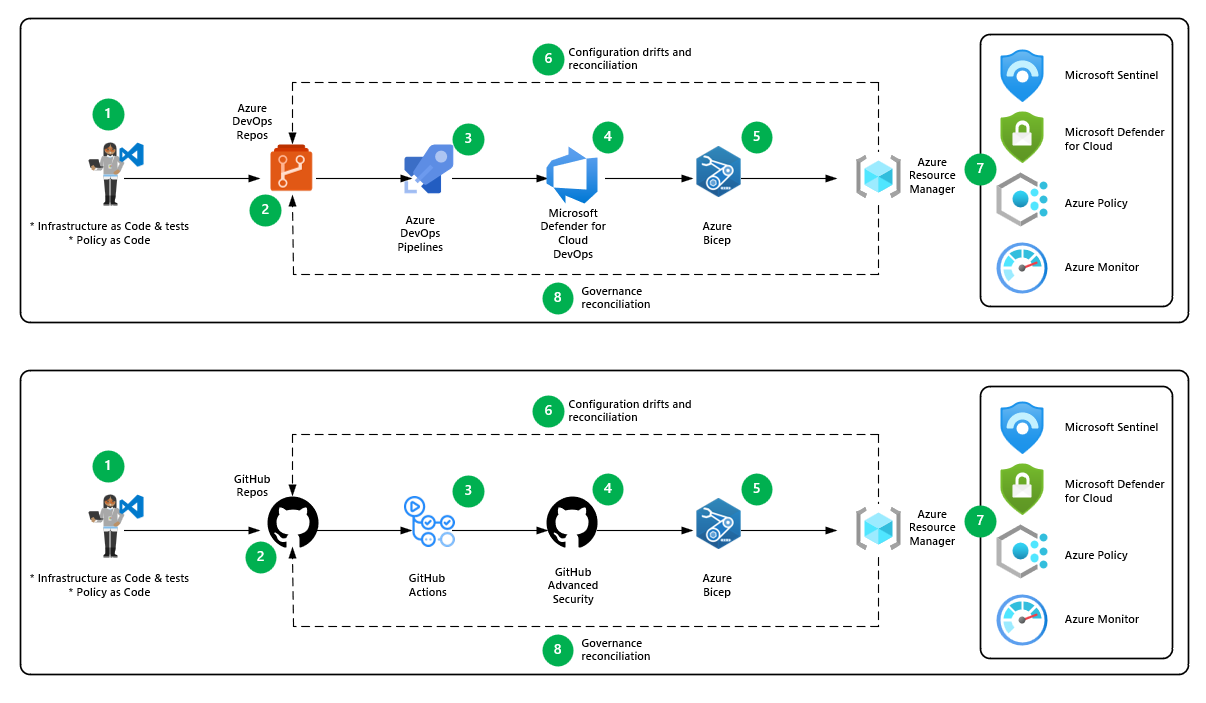 6
Configuration drifts and
reconciliation
1
Azure
DevOps
Repos
3
4
5
2
* Infrastructure as Code & tests
* Policy as Code
Azure
DevOps
Pipelines
Microsoft
Defender for
Cloud
DevOps
Azure
Bicep
Azure
Resource
Manager
7
Microsoft Sentinel
Microsoft Defender
for Cloud
Azure Policy
Azure Monitor
8
Governance
reconciliation
6
Configuration drifts and
reconciliation
1
GitHub
Repos
3
4
5
2
* Infrastructure as Code & tests
* Policy as Code
GitHub
Actions
GitHub
Advanced
Security
Azure
Bicep
Azure
Resource
Manager
7
Microsoft Sentinel
Microsoft Defender
for Cloud
Azure Policy
Azure Monitor
8
Governance
reconciliation